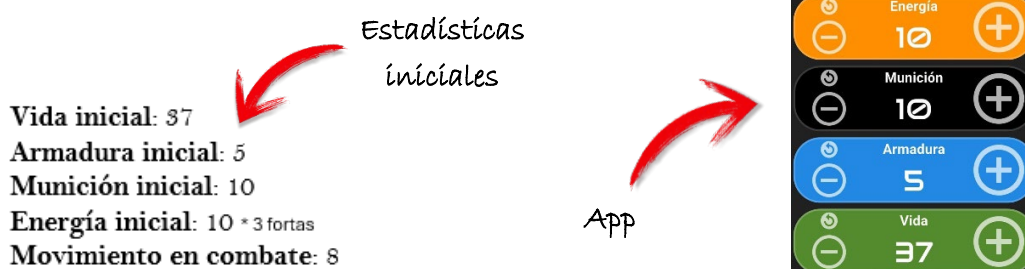 Estadísticas
iniciales
Vida inicial: 37
Armadura inicial: 5
Munición inicial: 10
Energía inicial: 10 * 3 fortas
Movimiento en combate: 8
App
Energía
10
Munición
10
Armadura
5
Vida
37